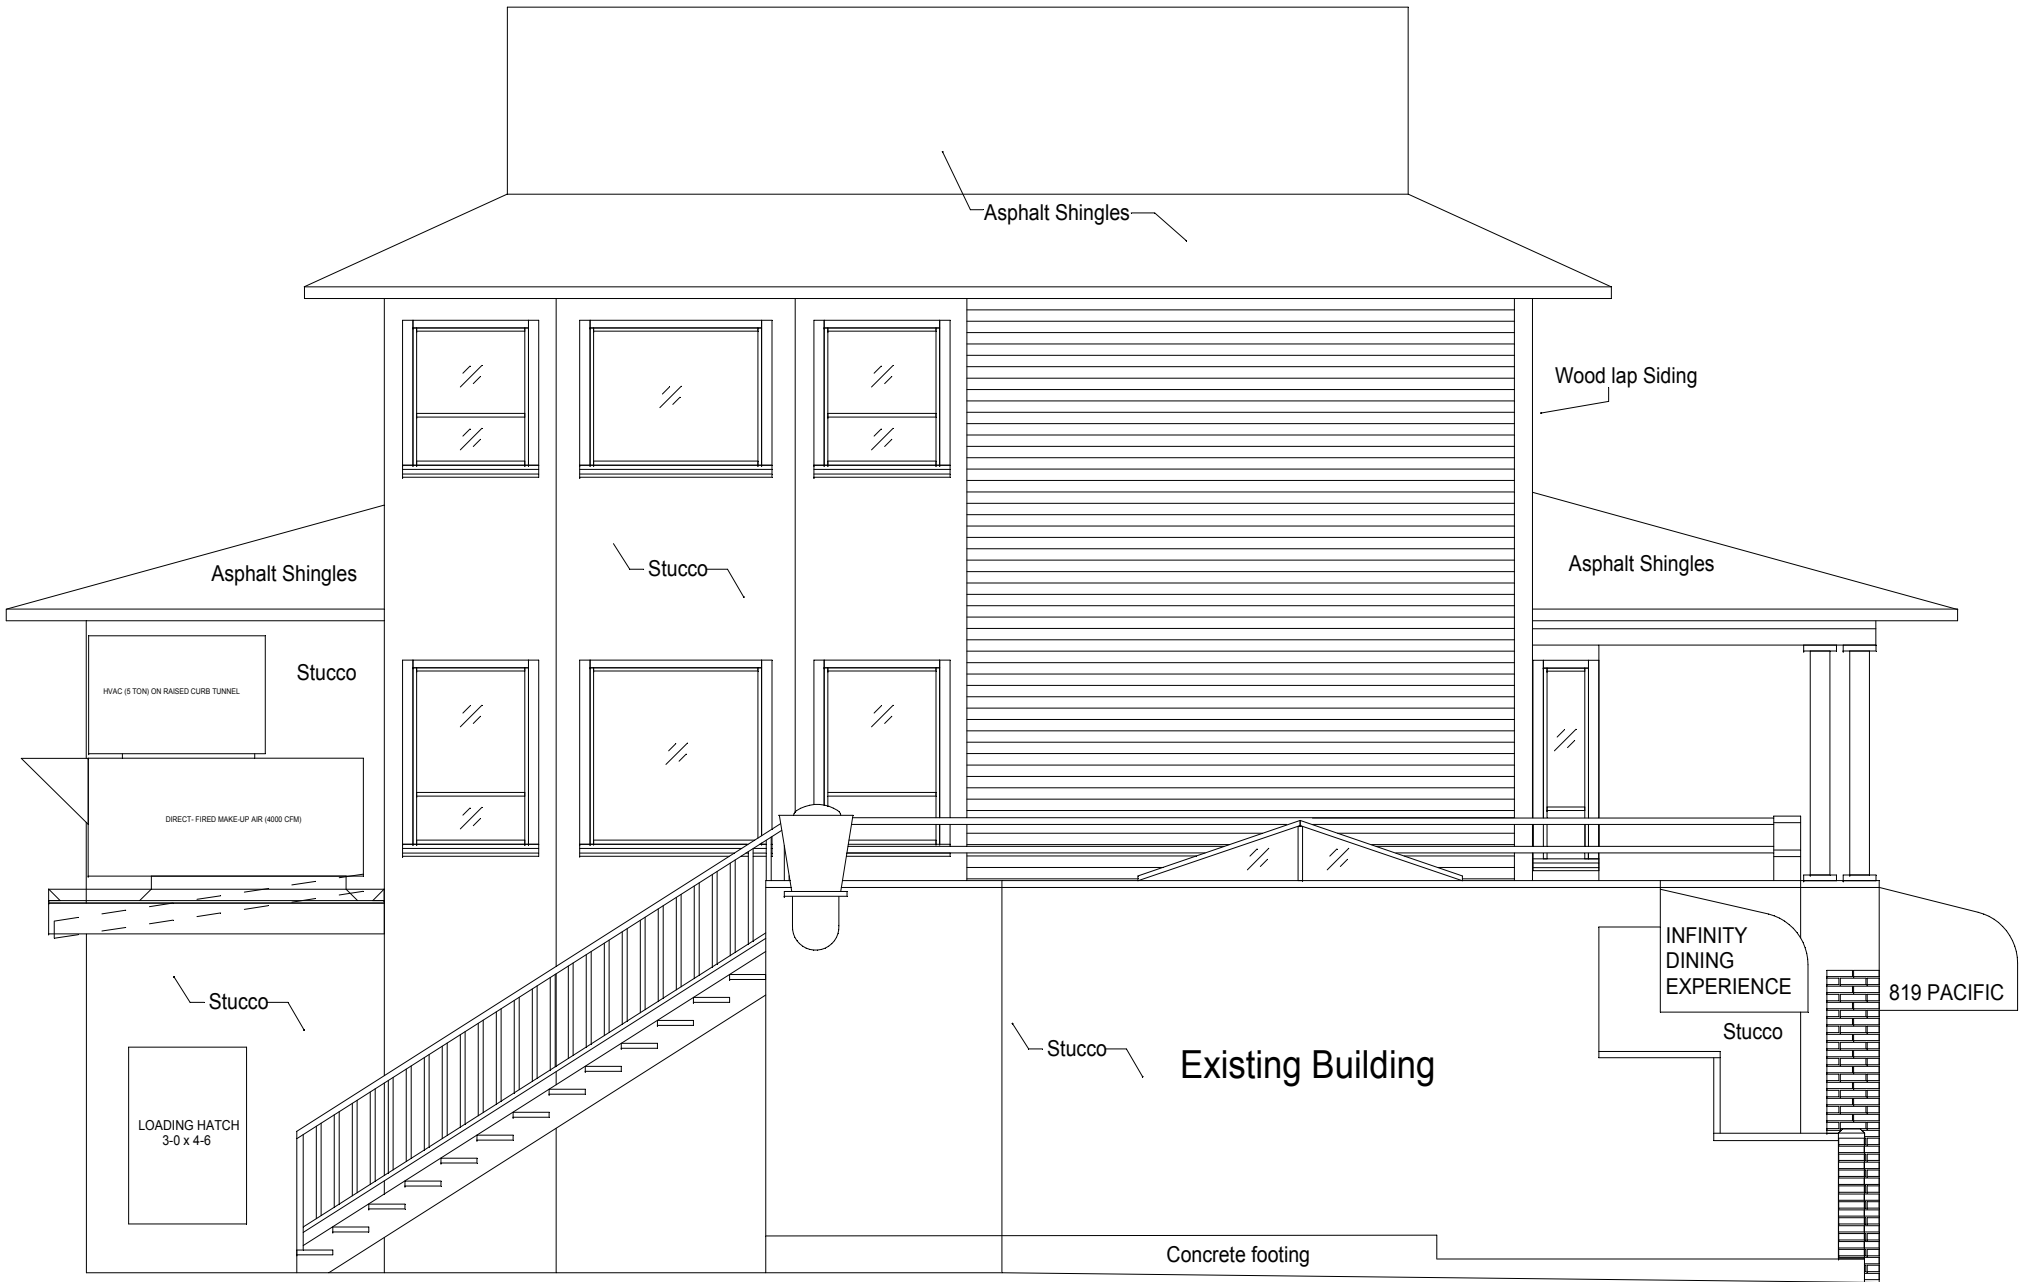 Asphalt Shingles
Wood lap Siding
Asphalt Shingles
Stucco
Asphalt Shingles
Stucco
HVAC (5 TON) ON RAISED CURB TUNNEL
DIRECT- FIRED MAKE-UP AIR (4000 CFM)
INFINITY
DINING
EXPERIENCE
819 PACIFIC
Stucco
Stucco
Stucco
Existing Building
LOADING HATCH
3-0 x 4-6
Concrete footing